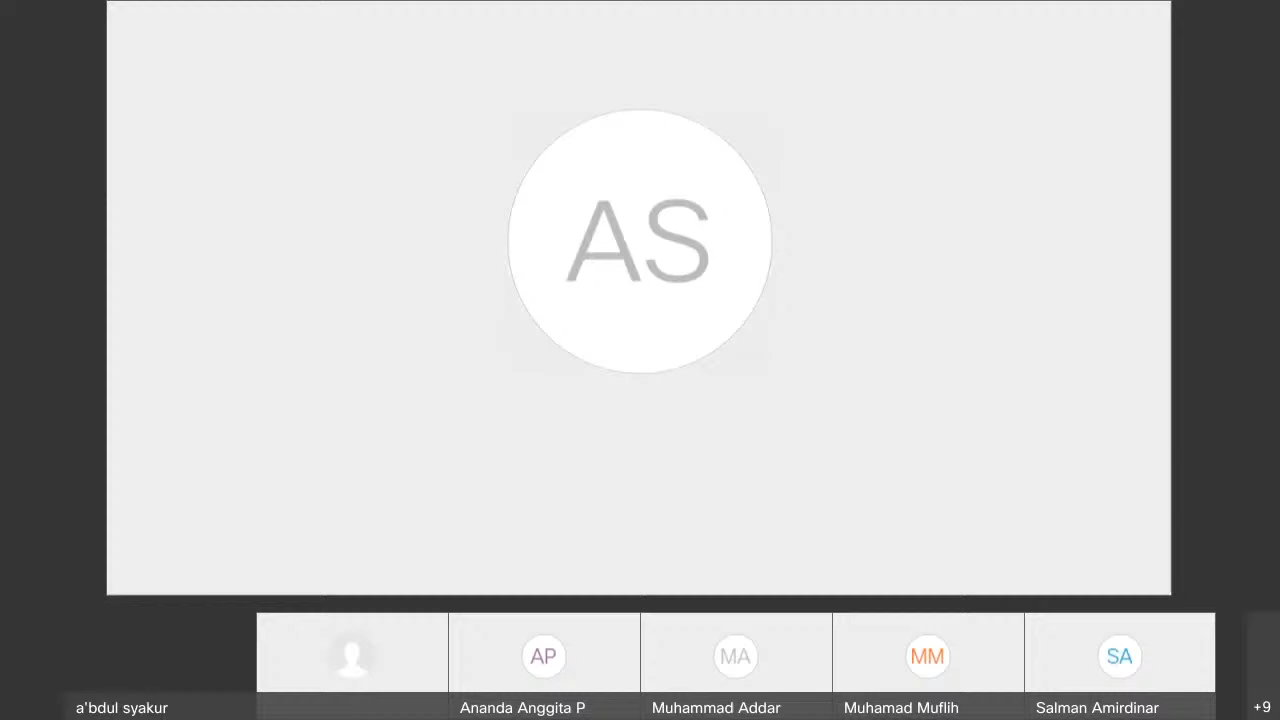 AS
AP
MA
MM
SA
a'bdul syakur
Ananda Anggita P
Muhammad Addar
Muhamad Muflih
Salman Amirdinar
+9